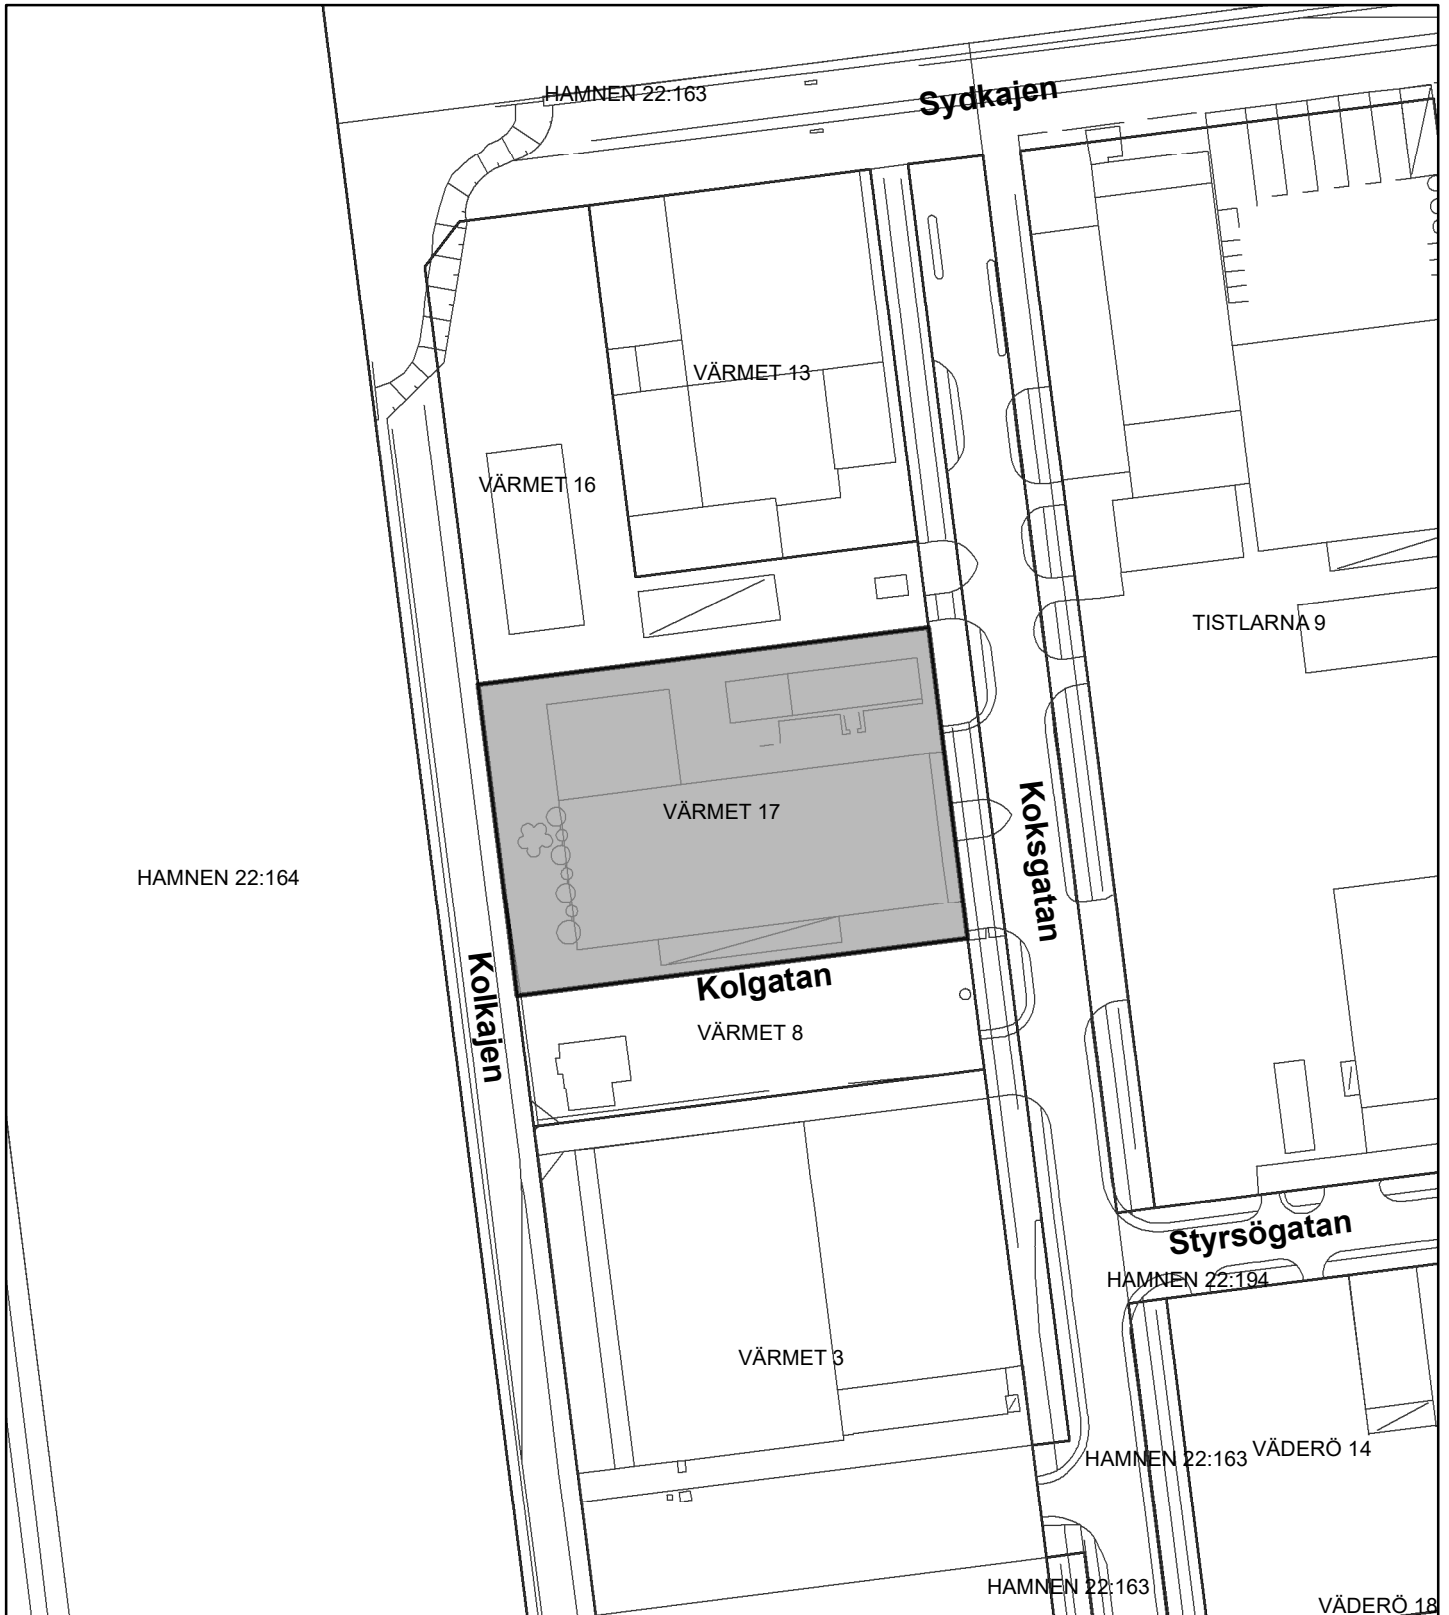 HAMNEN 22:163
Sydkajen
VÄRMET 13
VÄRMET 16
TISTLARNA 9
VÄRMET 17
Koksgatan
HAMNEN 22:164
Kolkajen
Kolgatan
VÄRMET 8
Styrsögatan
HAMNEN 22:194
VÄRMET 3
HAMNEN 22:163
VÄDERÖ 14
HAMNEN 22:163
VÄDERÖ 18